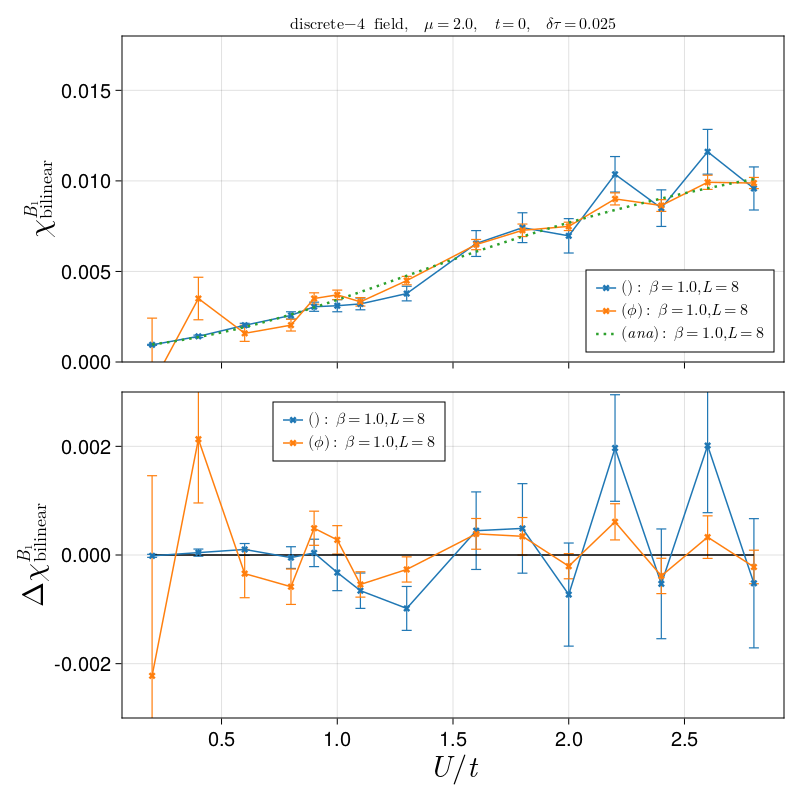 discrete−4 field, μ = 2.0, t = 0, δτ = 0.025
χ^{B₁}_{bilinear}
0.015
0.010
0.005
0.000
() : β = 1.0, L = 8
(ϕ) : β = 1.0, L = 8
(ana) : β = 1.0, L = 8
Δχ^{B₁}_{bilinear}
0.002
0.000
-0.002
() : β = 1.0, L = 8
(ϕ) : β = 1.0, L = 8
0.5 1.0 1.5 2.0 2.5
U/t